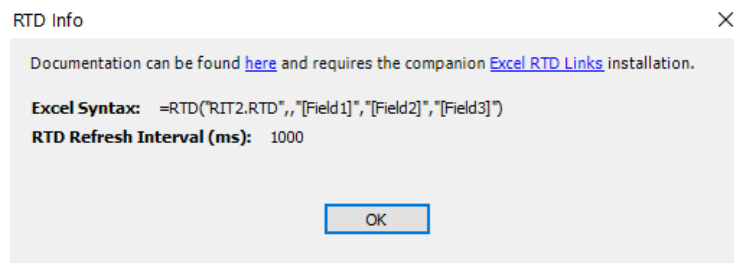 RTD Info
Documentation can be found here and requires the companion Excel RTD Links installation.
Excel Syntax: =RTD("RIT2.RTD",,"[Field1]","[Field2]","[Field3]")
RTD Refresh Interval (ms): 1000
OK